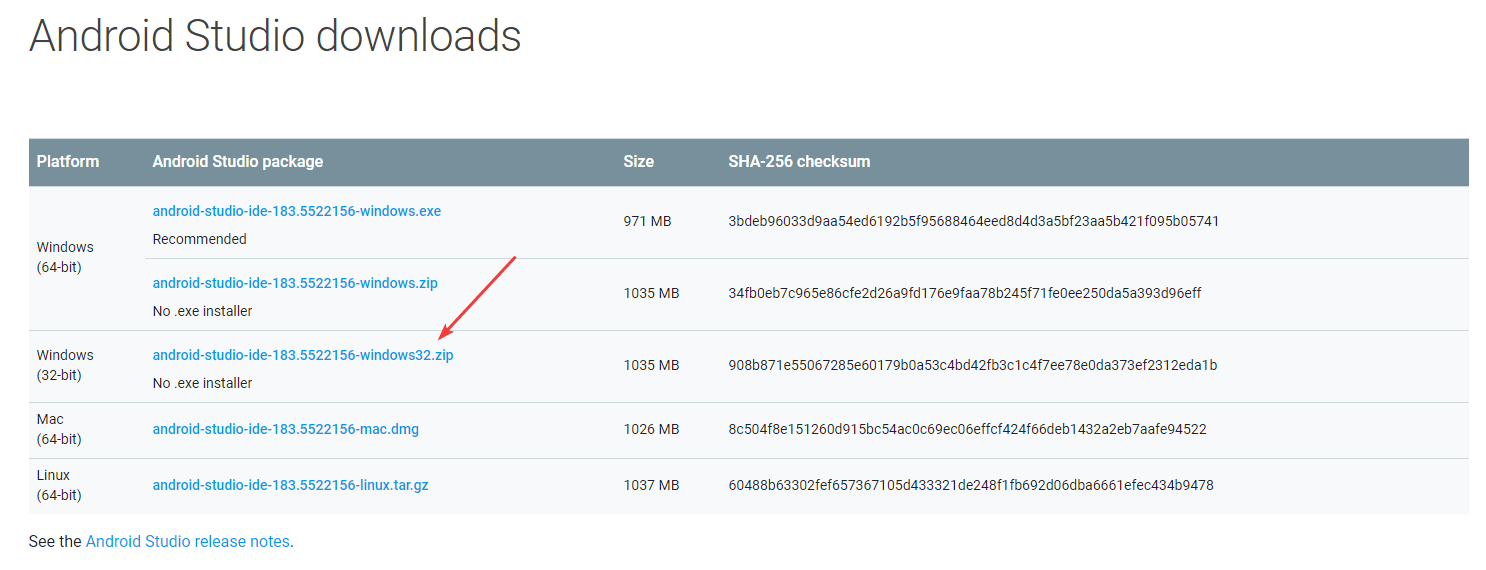 Android Studio downloads
Platform Android Studio package Size SHA-256 checksum
Windows
(64-bit)
android-studio-ide-183.5522156-windows.exe
Recommended
971 MB
3bdeb96033d9aa54ed6192b5f95688464eed8d4d3a5bf23aa5b421f095b05741
android-studio-ide-183.5522156-windows.zip
No .exe installer
1035 MB
34fb0eb7c965e86cfe2d26a9fd176e9faa78b245f71fe0ee250da5a393d96eff
Windows
(32-bit)
android-studio-ide-183.5522156-windows32.zip
No .exe installer
1035 MB
908b871e55067285e60179b0a53c4bd42fb3c1c4f7ee78e0da373ef2312eda1b
Mac
(64-bit)
android-studio-ide-183.5522156-mac.dmg
1026 MB
8c504f8e151260d915bc54ac0c69ec06effcf424f66deb1432a2eb7aafe94522
Linux
(64-bit)
android-studio-ide-183.5522156-linux.tar.gz
1037 MB
60488b63302fef657367105d433321de248f1fb692d06dba6661efec434b9478
See the Android Studio release notes.